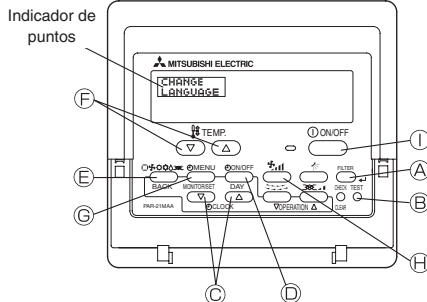 Indicador de
puntos
MITSUBISHI ELECTRIC
CHANGE
LANGUAGE
F
TEMP.
ON/OFF
I
MENU
ON/OFF
FILTER
A
E
BACK
MONITOR/SET
DAY
CHECK
TEST
B
PAR-21MAA
CLOCK
OPERATION
CLEAR
G
C
D
H